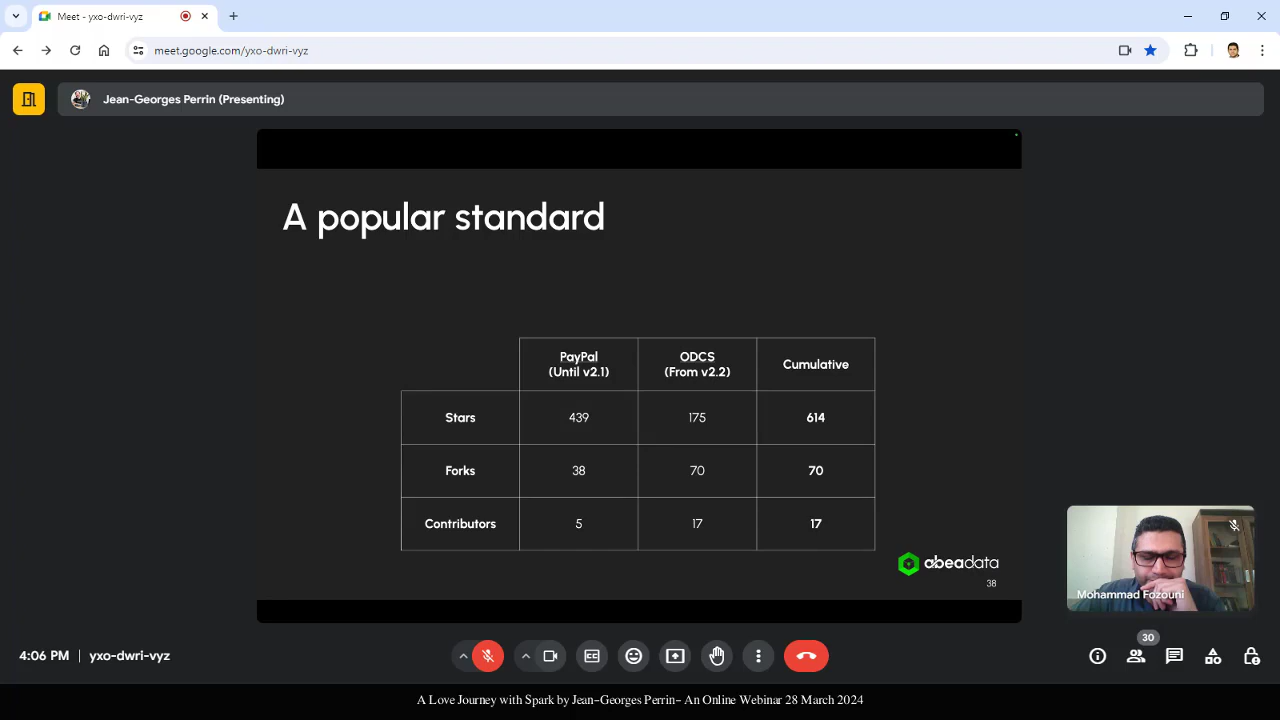 Meet - yxo-dwri-vyz
meet.google.com/yxo-dwri-vyz
Jean-Georges Perrin (Presenting)
A popular standard
PayPal (Until v2.1)
ODCS (From v2.2)
Cumulative
Stars 439 175 614
Forks 38 70 70
Contributors 5 17 17
abeadata
38
Mohammad Fozouni
4:06 PM yxo-dwri-vyz
30
A Love Journey with Spark by Jean-Georges Perrin- An Online Webinar 28 March 2024